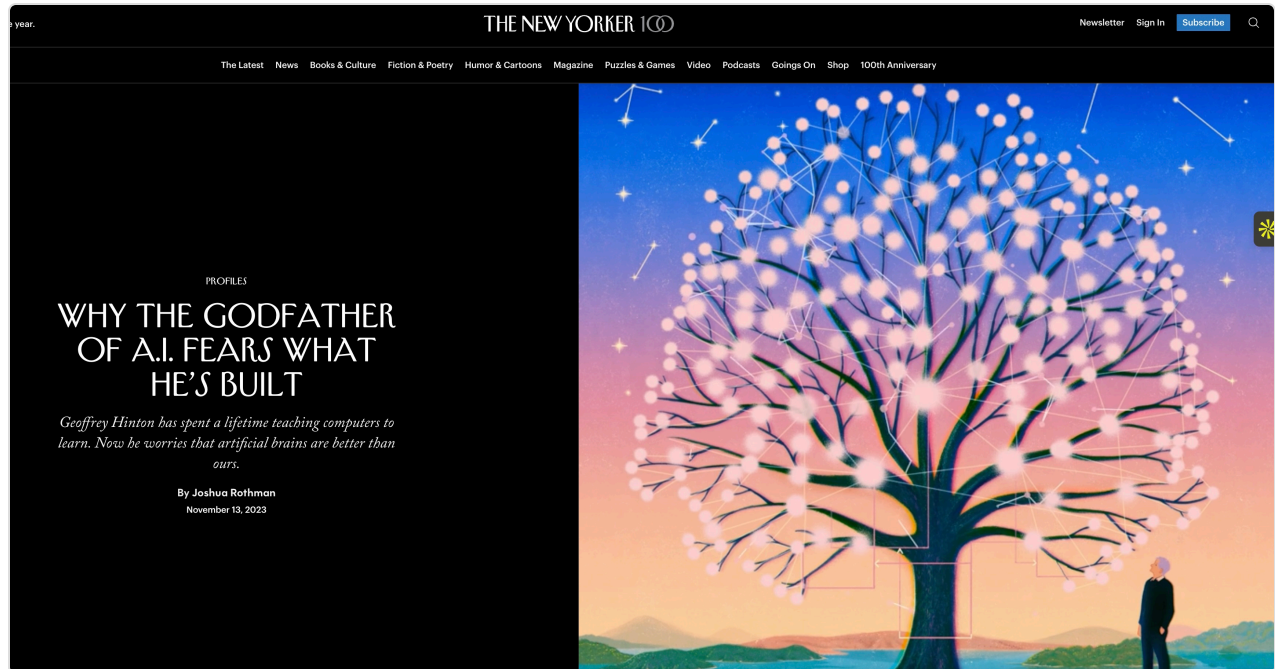 e year.
THE NEW YORKER 100
Newsletter Sign In Subscribe
The Latest News Books & Culture Fiction & Poetry Humor & Cartoons Magazine Puzzles & Games Video Podcasts Goings On Shop 100th Anniversary
PROFILES
WHY THE GODFATHER
OF A.I. FEARS WHAT
HE’S BUILT
Geoffrey Hinton has spent a lifetime teaching computers to
learn. Now he worries that artificial brains are better than
ours.
By Joshua Rothman
November 13, 2023